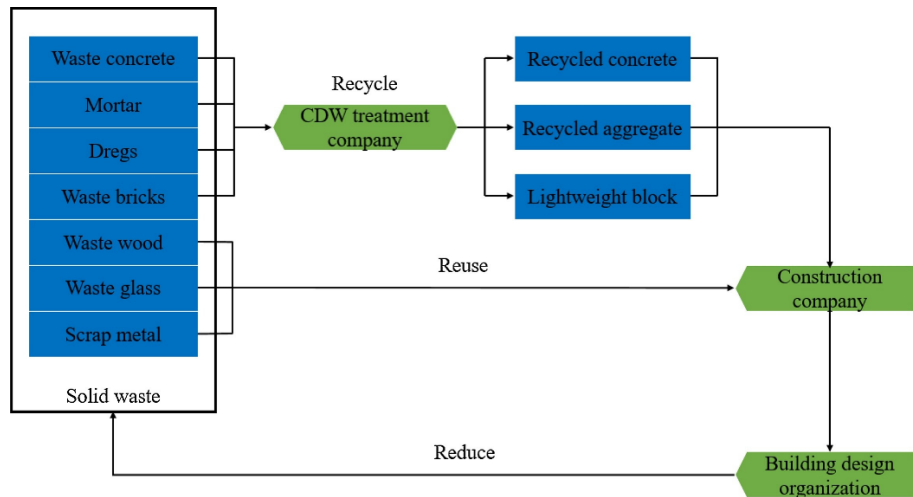 Waste concrete
Mortar
Dregs
Waste bricks
Waste wood
Waste glass
Scrap metal
Solid waste
Recycle
CDW treatment
company
Recycled concrete
Recycled aggregate
Lightweight block
Reuse
Construction
company
Reduce
Building design
organization